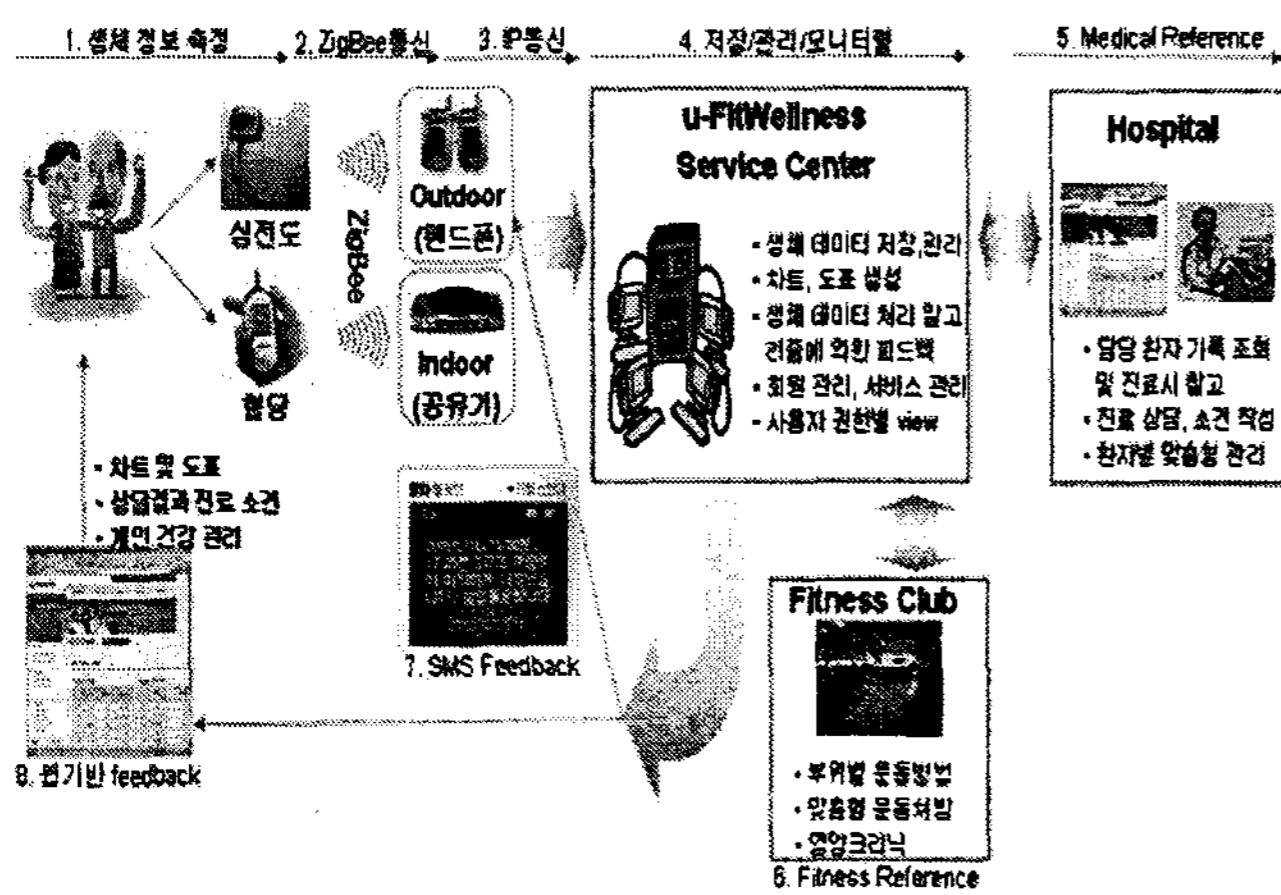 1. 생체 정보 측정
2. ZigBee통신
3. IP통신
4. 저장/관리/모니터링
5. Medical Reference
심전도
혈당
ZigBee
Outdoor
(핸드폰)
Indoor
(공유기)
u-FitWellness
Service Center
• 생체 데이터 저장,관리
• 차트, 도표 생성
• 생체 데이터 처리 알고
리즘에 의한 피드백
• 회원 관리, 서비스 관리
• 사용자 권한별 view
Hospital
• 담당 환자 기록 조회
및 진료시 참고
• 진료 상담, 소견 작성
• 환자별 맞춤형 관리
• 차트 및 도표
• 상담결과 진료 소견
• 개인 건강 관리
8. 웹기반 feedback
7. SMS Feedback
Fitness Club
• 부위별 운동방법
• 맞춤형 운동처방
• 영양크리닉
6. Fitness Reference